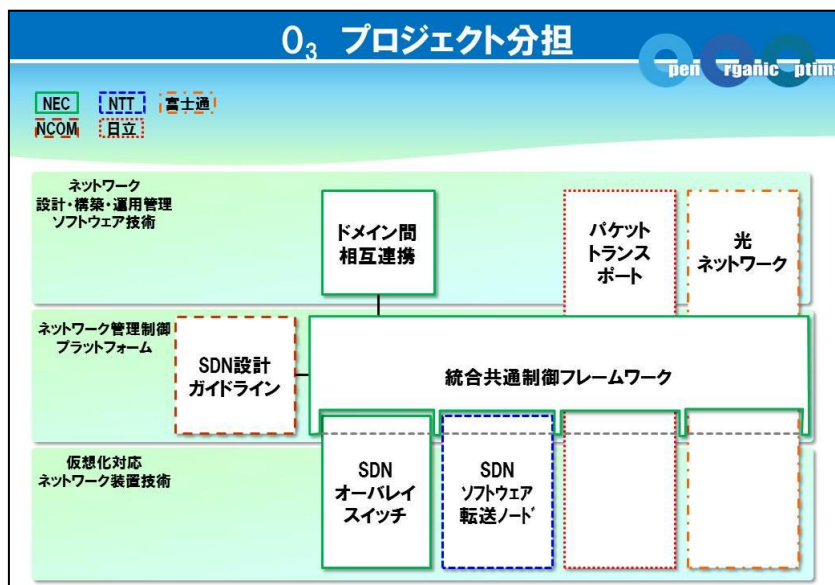 O₃ プロジェクト分担
Open Organic Optima
NEC NTT 富士通
NCOM 日立
ネットワーク
設計・構築・運用管理
ソフトウェア技術
ドメイン間
相互連携
パケット
トランス
ポート
光
ネットワーク
ネットワーク管理制御
プラットフォーム
SDN設計
ガイドライン
統合共通制御フレームワーク
仮想化対応
ネットワーク装置技術
SDN
オーバレイ
スイッチ
SDN
ソフトウェア
転送ノード